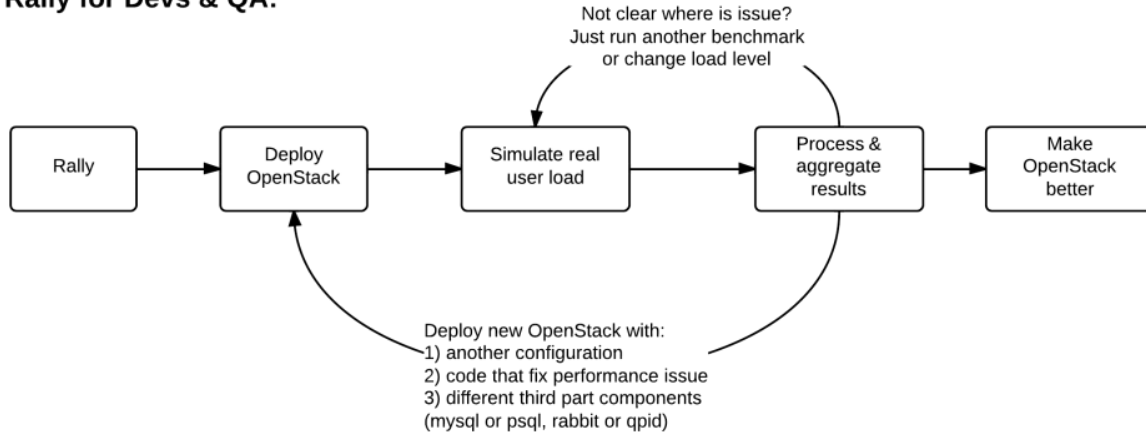 Rally for Devs & QA:
Not clear where is issue?
Just run another benchmark
or change load level
Rally
Deploy
OpenStack
Simulate real
user load
Process &
aggregate
results
Make
OpenStack
better
Deploy new OpenStack with:
1) another configuration
2) code that fix performance issue
3) different third part components
(mysql or psql, rabbit or qpid)